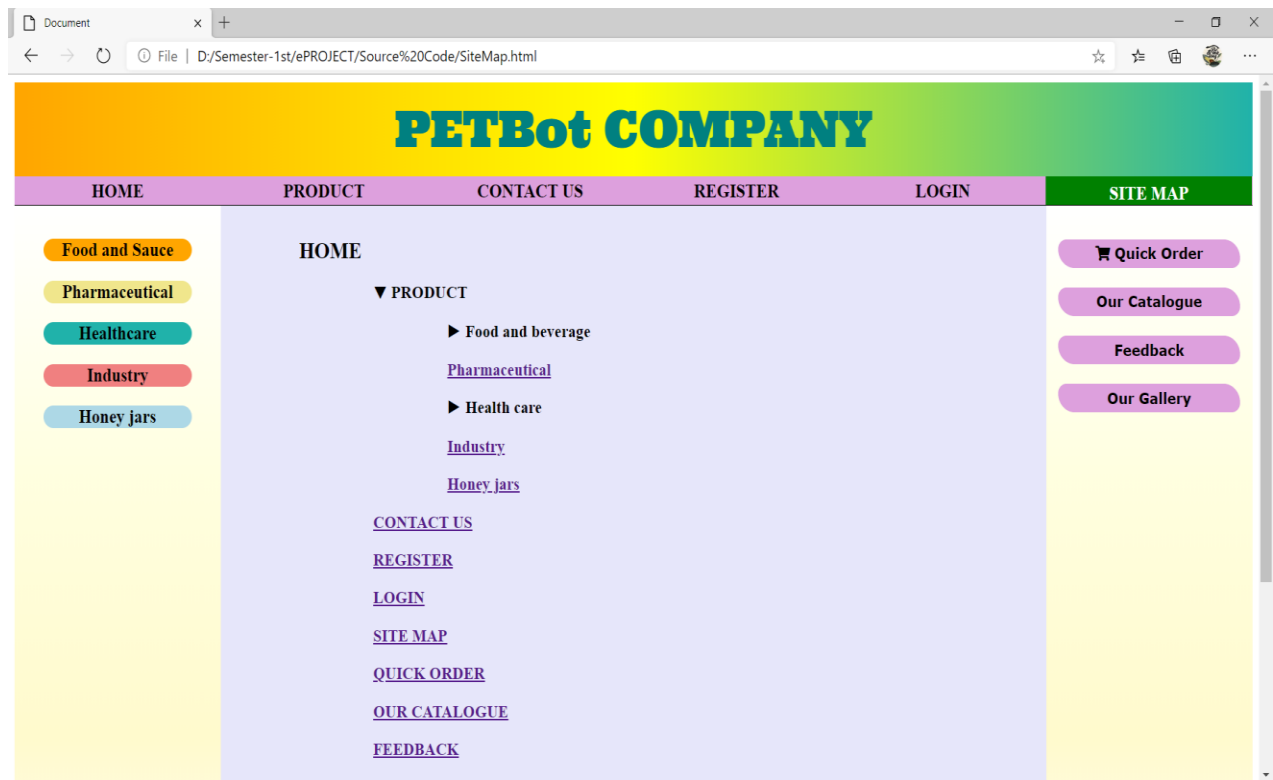 Document
File | D:/Semester-1st/ePROJECT/Source%20Code/SiteMap.html
PETBot COMPANY
HOME PRODUCT CONTACT US REGISTER LOGIN SITE MAP
Food and Sauce
Pharmaceutical
Healthcare
Industry
Honey jars
HOME
▼ PRODUCT
▶ Food and beverage
Pharmaceutical
▶ Health care
Industry
Honey jars
CONTACT US
REGISTER
LOGIN
SITE MAP
QUICK ORDER
OUR CATALOGUE
FEEDBACK
Quick Order
Our Catalogue
Feedback
Our Gallery